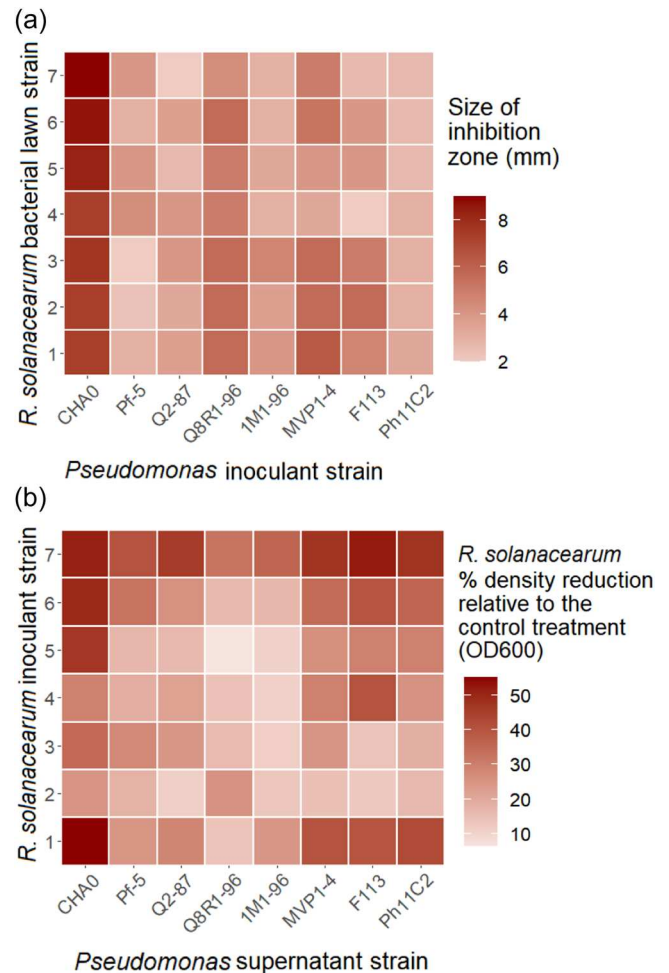 (a)
R. solanacearum bacterial lawn strain
7
6
5
4
3
2
1
CHA0
Pf-5
Q2-87
Q8R1-96
1M1-96
MVP1-4
F113
Ph11C2
Pseudomonas inoculant strain
Size of
inhibition
zone (mm)
8
6
4
2
(b)
R. solanacearum inoculant strain
7
6
5
4
3
2
1
CHA0
Pf-5
Q2-87
Q8R1-96
1M1-96
MVP1-4
F113
Ph11C2
Pseudomonas supernatant strain
R. solanacearum
% density reduction
relative to the
control treatment
(OD600)
50
40
30
20
10